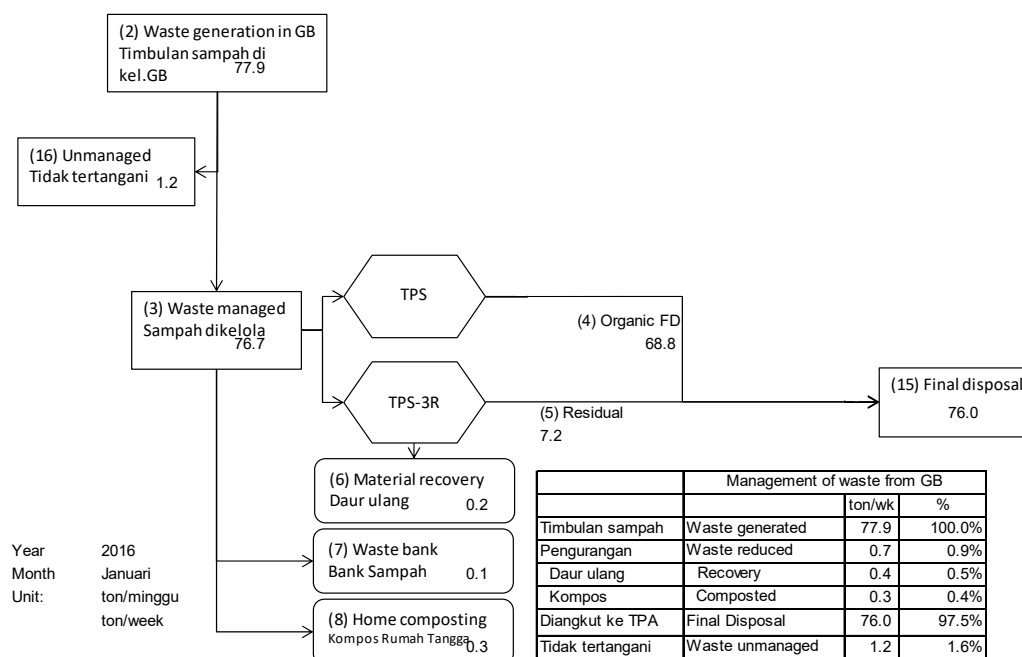 (2) Waste generation in GB
Timbulan sampah di
kel.GB
77.9
(16) Unmanaged
Tidak tertangani
1.2
(3) Waste managed
Sampah dikelola
76.7
TPS
(4) Organic FD
68.8
TPS-3R
(5) Residual
7.2
(15) Final disposal
76.0
(6) Material recovery
Daur ulang
0.2
(7) Waste bank
Bank Sampah
0.1
(8) Home composting
Kompos Rumah Tangga
0.3
Year 2016
Month Januari
Unit: ton/minggu
ton/week
Management of waste from GB
ton/wk %
Timbulan sampah Waste generated 77.9 100.0%
Pengurangan Waste reduced 0.7 0.9%
Daur ulang Recovery 0.4 0.5%
Kompos Composted 0.3 0.4%
Diangkut ke TPA Final Disposal 76.0 97.5%
Tidak tertangani Waste unmanaged 1.2 1.6%